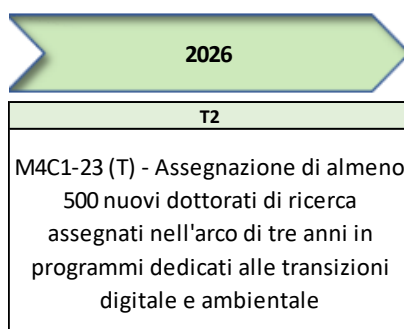 2026
T2
M4C1-23 (T) - Assegnazione di almeno
500 nuovi dottorati di ricerca
assegnati nell'arco di tre anni in
programmi dedicati alle transizioni
digitale e ambientale